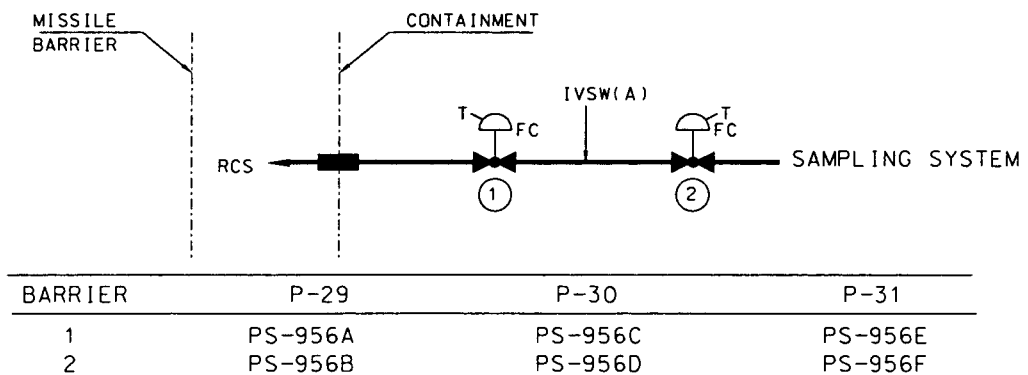 MISSILE
BARRIER
CONTAINMENT
IVSW(A)
T
FC
T
FC
RCS
SAMPLING SYSTEM
1
2
BARRIER P-29 P-30 P-31
1 PS-956A PS-956C PS-956E
2 PS-956B PS-956D PS-956F